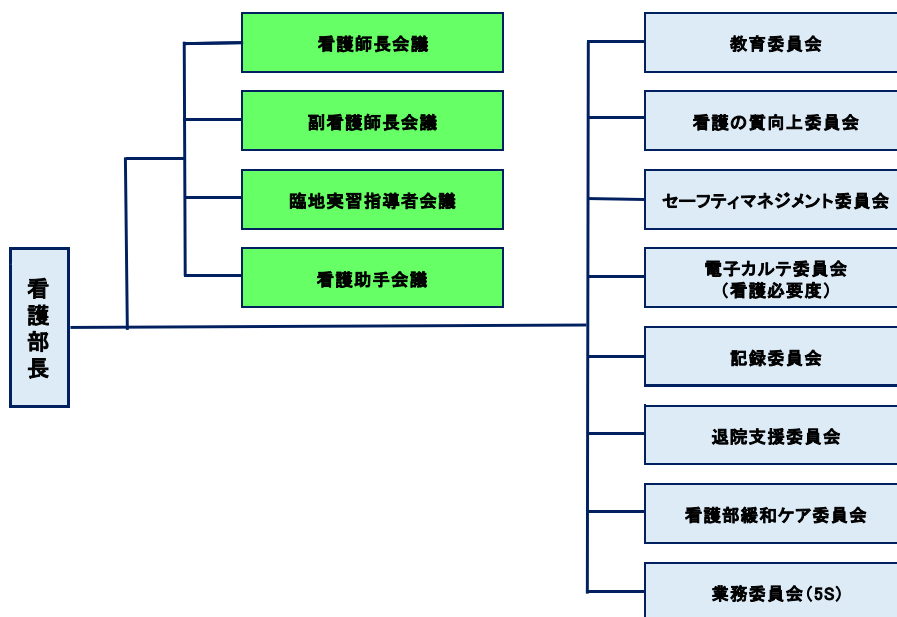 看護部長
看護師長会議
副看護師長会議
臨地実習指導者会議
看護助手会議
教育委員会
看護の質向上委員会
セーフティマネジメント委員会
電子カルテ委員会
（看護必要度）
記録委員会
退院支援委員会
看護部緩和ケア委員会
業務委員会（5S）